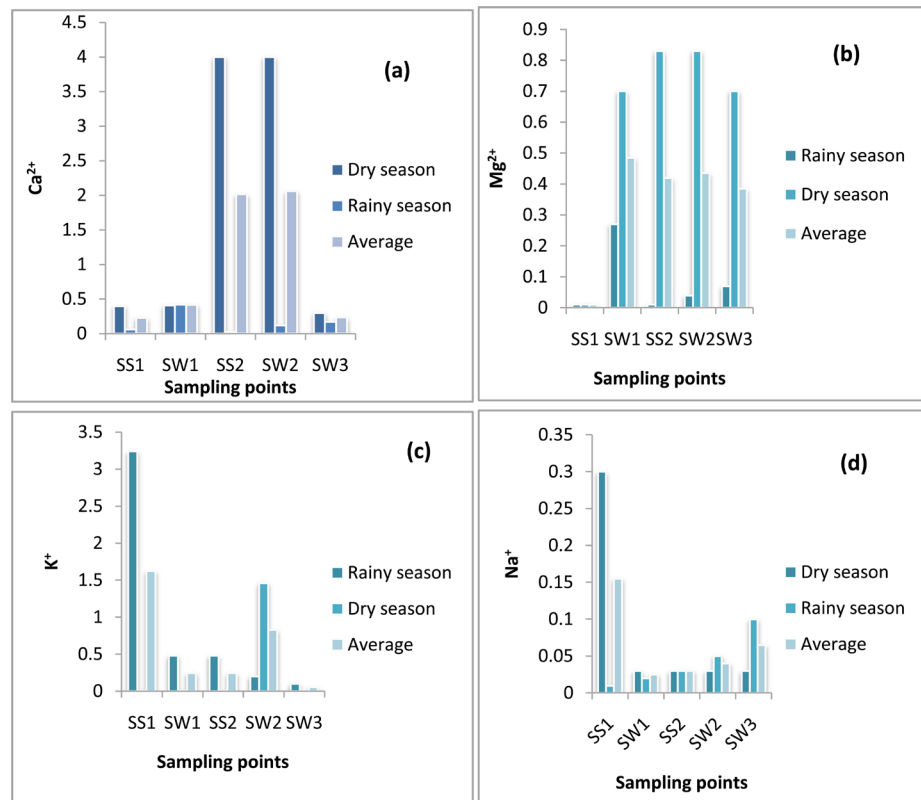 (a)
Ca²⁺
4.5
4
3.5
3
2.5
2
1.5
1
0.5
0
SS1 SW1 SS2 SW2 SW3
Sampling points
Dry season
Rainy season
Average
(b)
Mg²⁺
0.9
0.8
0.7
0.6
0.5
0.4
0.3
0.2
0.1
0
SS1 SW1 SS2 SW2 SW3
Sampling points
Rainy season
Dry season
Average
(c)
K⁺
3.5
3
2.5
2
1.5
1
0.5
0
SS1 SW1 SS2 SW2 SW3
Sampling points
Rainy season
Dry season
Average
(d)
Na⁺
0.35
0.3
0.25
0.2
0.15
0.1
0.05
0
SS1 SW1 SS2 SW2 SW3
Sampling points
Dry season
Rainy season
Average